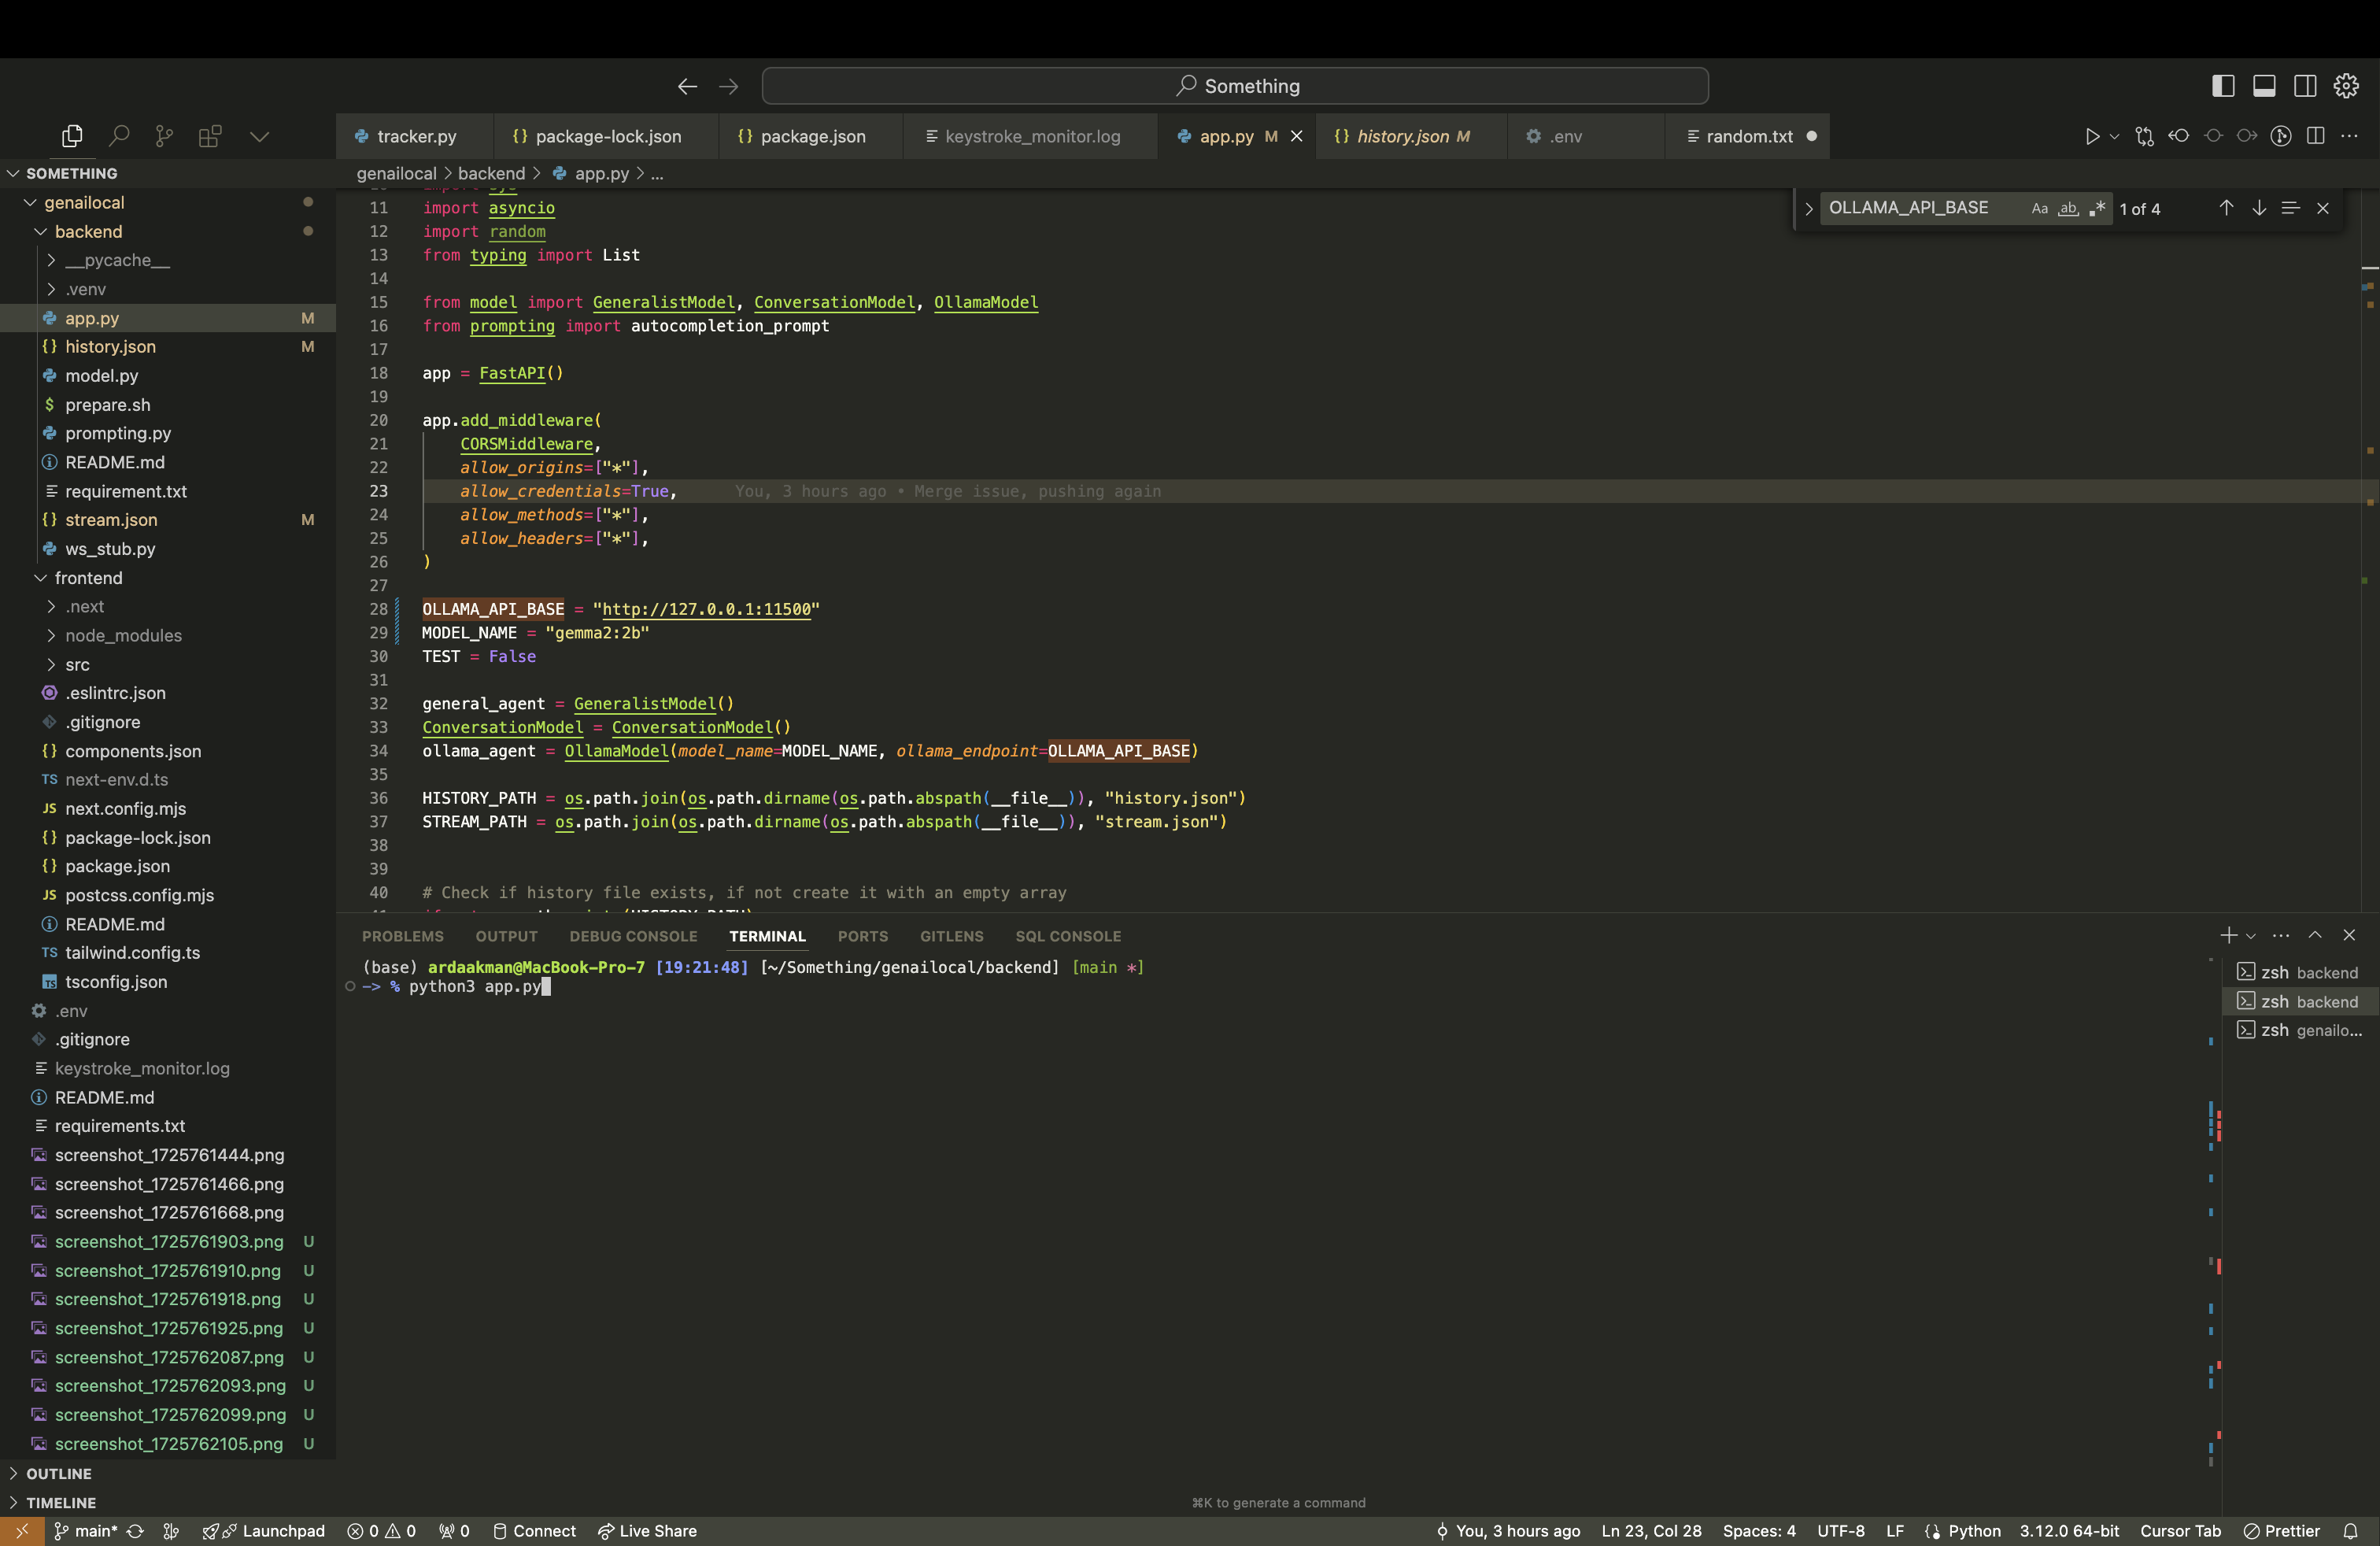 Something
tracker.py
package-lock.json
package.json
keystroke_monitor.log
app.py M
history.json M
.env
random.txt
SOMETHING
genailocal > backend > app.py > ...
genailocal
backend
__pycache__
.venv
app.py M
history.json M
model.py
prepare.sh
prompting.py
README.md
requirement.txt
stream.json M
ws_stub.py
frontend
.next
node_modules
src
.eslintrc.json
.gitignore
components.json
TS next-env.d.ts
JS next.config.mjs
package-lock.json
package.json
JS postcss.config.mjs
README.md
TS tailwind.config.ts
tsconfig.json
.env
.gitignore
keystroke_monitor.log
README.md
requirements.txt
screenshot_1725761444.png
screenshot_1725761466.png
screenshot_1725761668.png
screenshot_1725761903.png U
screenshot_1725761910.png U
screenshot_1725761918.png U
screenshot_1725761925.png U
screenshot_1725762087.png U
screenshot_1725762093.png U
screenshot_1725762099.png U
screenshot_1725762105.png U
OUTLINE
TIMELINE
OLLAMA_API_BASE Aa ab .* 1 of 4
11 import asyncio
12 import random
13 from typing import List
14
15 from model import GeneralistModel, ConversationModel, OllamaModel
16 from prompting import autocompletion_prompt
17
18 app = FastAPI()
19
20 app.add_middleware(
21 CORSMiddleware,
22 allow_origins=["*"],
23 allow_credentials=True, You, 3 hours ago • Merge issue, pushing again
24 allow_methods=["*"],
25 allow_headers=["*"],
26 )
27
28 OLLAMA_API_BASE = "http://127.0.0.1:11500"
29 MODEL_NAME = "gemma2:2b"
30 TEST = False
31
32 general_agent = GeneralistModel()
33 ConversationModel = ConversationModel()
34 ollama_agent = OllamaModel(model_name=MODEL_NAME, ollama_endpoint=OLLAMA_API_BASE)
35
36 HISTORY_PATH = os.path.join(os.path.dirname(os.path.abspath(__file__)), "history.json")
37 STREAM_PATH = os.path.join(os.path.dirname(os.path.abspath(__file__)), "stream.json")
38
39
40 # Check if history file exists, if not create it with an empty array
PROBLEMS OUTPUT DEBUG CONSOLE TERMINAL PORTS GITLENS SQL CONSOLE
(base) ardaakman@MacBook-Pro-7 [19:21:48] [~/Something/genailocal/backend] [main *]
-> % python3 app.py
zsh backend
zsh backend
zsh genailo...
⌘K to generate a command
main* Launchpad 0 0 0 Connect Live Share You, 3 hours ago Ln 23, Col 28 Spaces: 4 UTF-8 LF Python 3.12.0 64-bit Cursor Tab Prettier